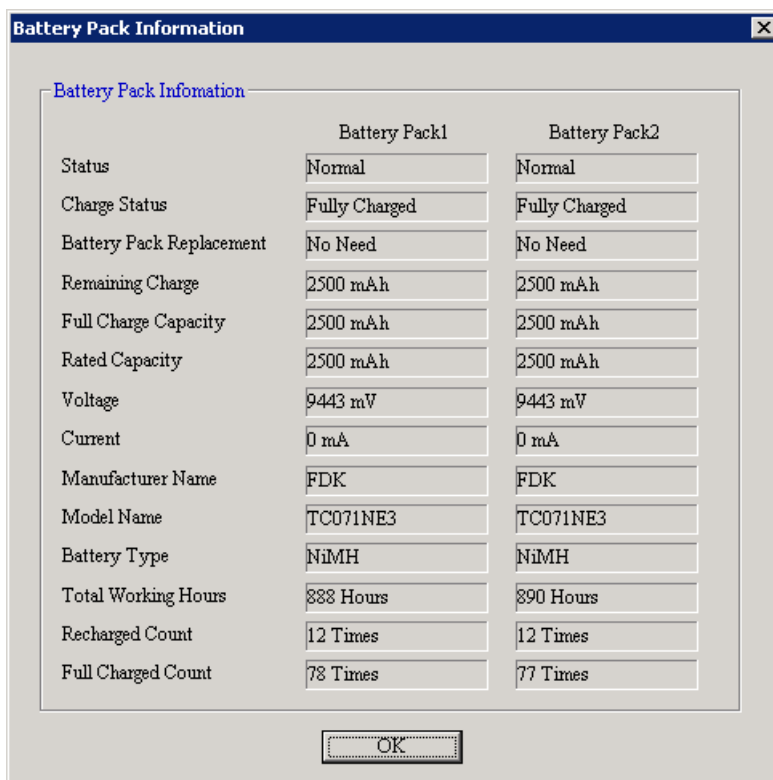 Battery Pack Information
Battery Pack Infomation
Battery Pack1 Battery Pack2
Status Normal Normal
Charge Status Fully Charged Fully Charged
Battery Pack Replacement No Need No Need
Remaining Charge 2500 mAh 2500 mAh
Full Charge Capacity 2500 mAh 2500 mAh
Rated Capacity 2500 mAh 2500 mAh
Voltage 9443 mV 9443 mV
Current 0 mA 0 mA
Manufacturer Name FDK FDK
Model Name TC071NE3 TC071NE3
Battery Type NiMH NiMH
Total Working Hours 888 Hours 890 Hours
Recharged Count 12 Times 12 Times
Full Charged Count 78 Times 77 Times
OK